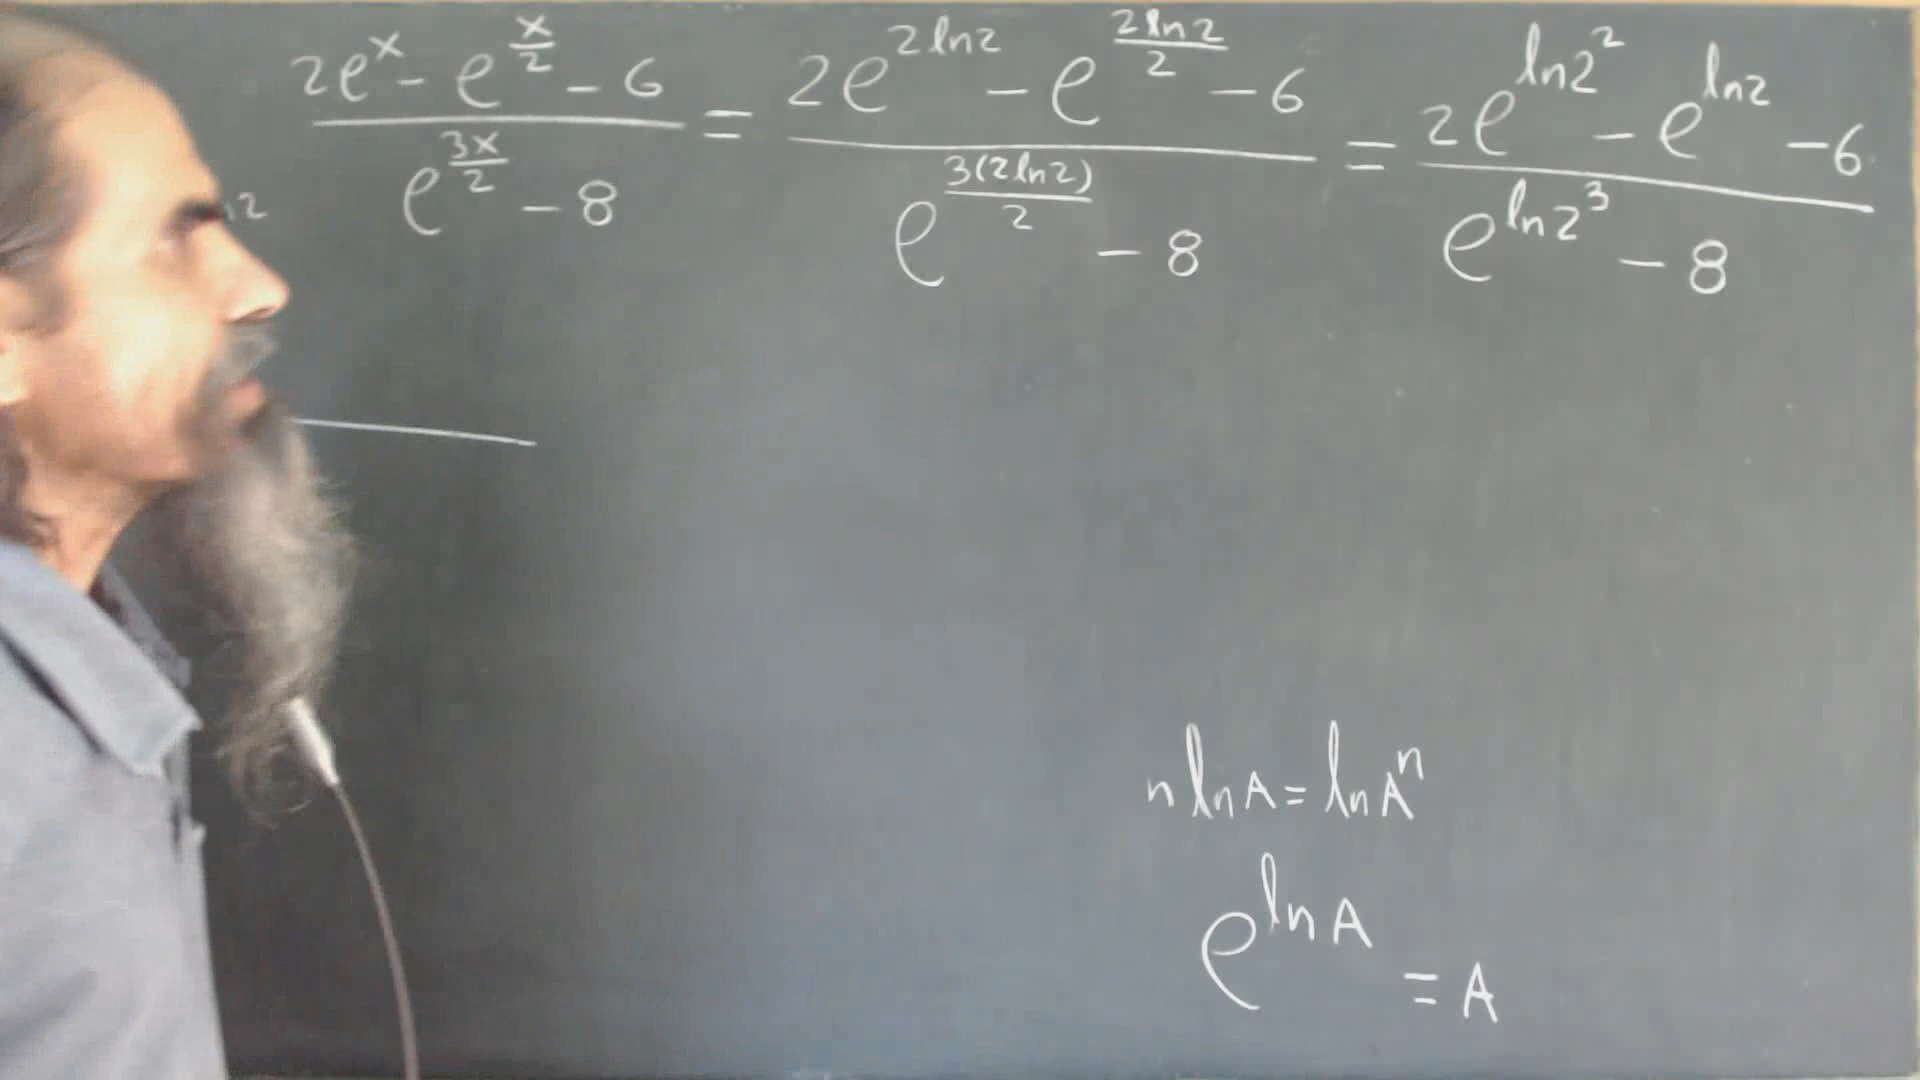 (2e^x - e^(x/2) - 6) / (e^(3x/2) - 8) = (2e^(2ln2) - e^((2ln2)/2) - 6) / (e^((3(2ln2))/2) - 8) = (2e^(ln2^2) - e^(ln2) - 6) / (e^(ln2^3) - 8)
n ln A = ln A^n
e^(ln A) = A